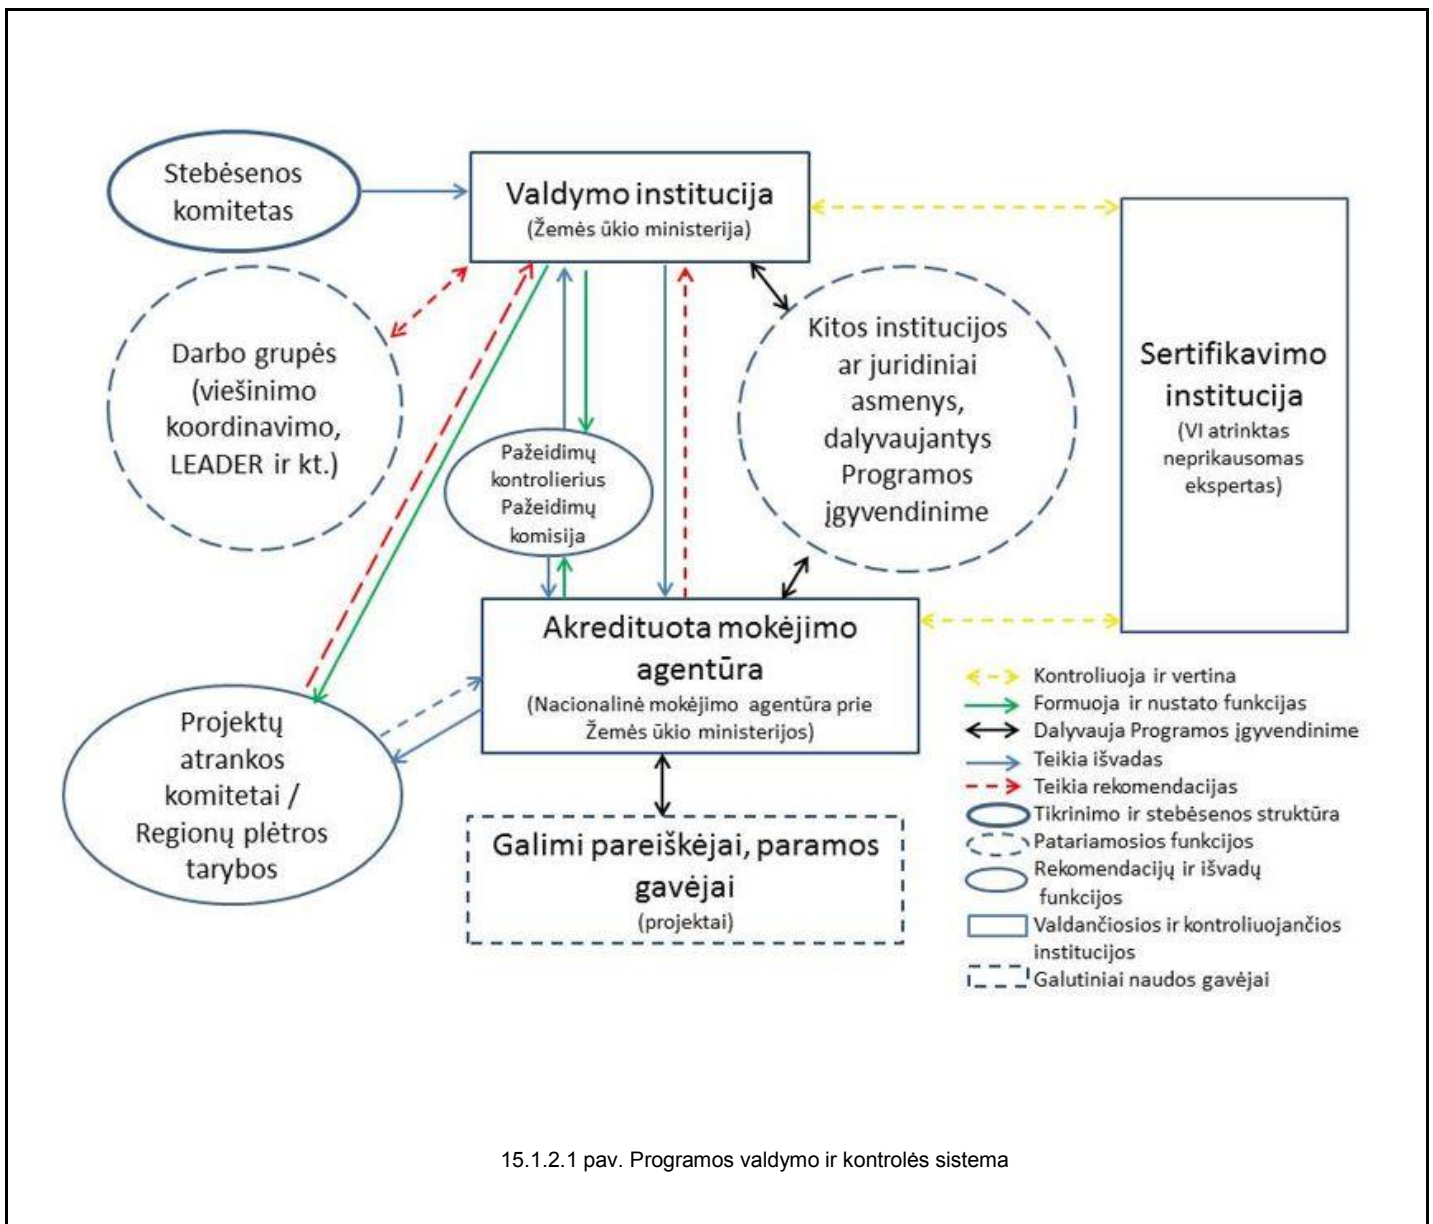 Stebėsenos
komitetas
Valdymo institucija
(Žemės ūkio ministerija)
Darbo grupės
(viešinimo
koordinavimo,
LEADER ir kt.)
Pažeidimų
kontrolierius
Pažeidimų
komisija
Kitos institucijos
ar juridiniai
asmenys,
dalyvaujantys
Programos
įgyvendinime
Sertifikavimo
institucija
(VI atrinktas
neprikausomas
ekspertas)
Akredituota mokėjimo
agentūra
(Nacionalinė mokėjimo agentūra prie
Žemės ūkio ministerijos)
Projektų
atrankos
komitetai /
Regionų plėtros
tarybos
Galimi pareiškėjai, paramos
gavėjai
(projektai)
Kontroliuoja ir vertina
Formuoja ir nustato funkcijas
Dalyvauja Programos įgyvendinime
Teikia išvadas
Teikia rekomendacijas
Tikrinimo ir stebėsenos struktūra
Patariamosios funkcijos
Rekomendacijų ir išvadų
funkcijos
Valdančiosios ir kontroliuojančios
institucijos
Galutiniai naudos gavėjai
15.1.2.1 pav. Programos valdymo ir kontrolės sistema